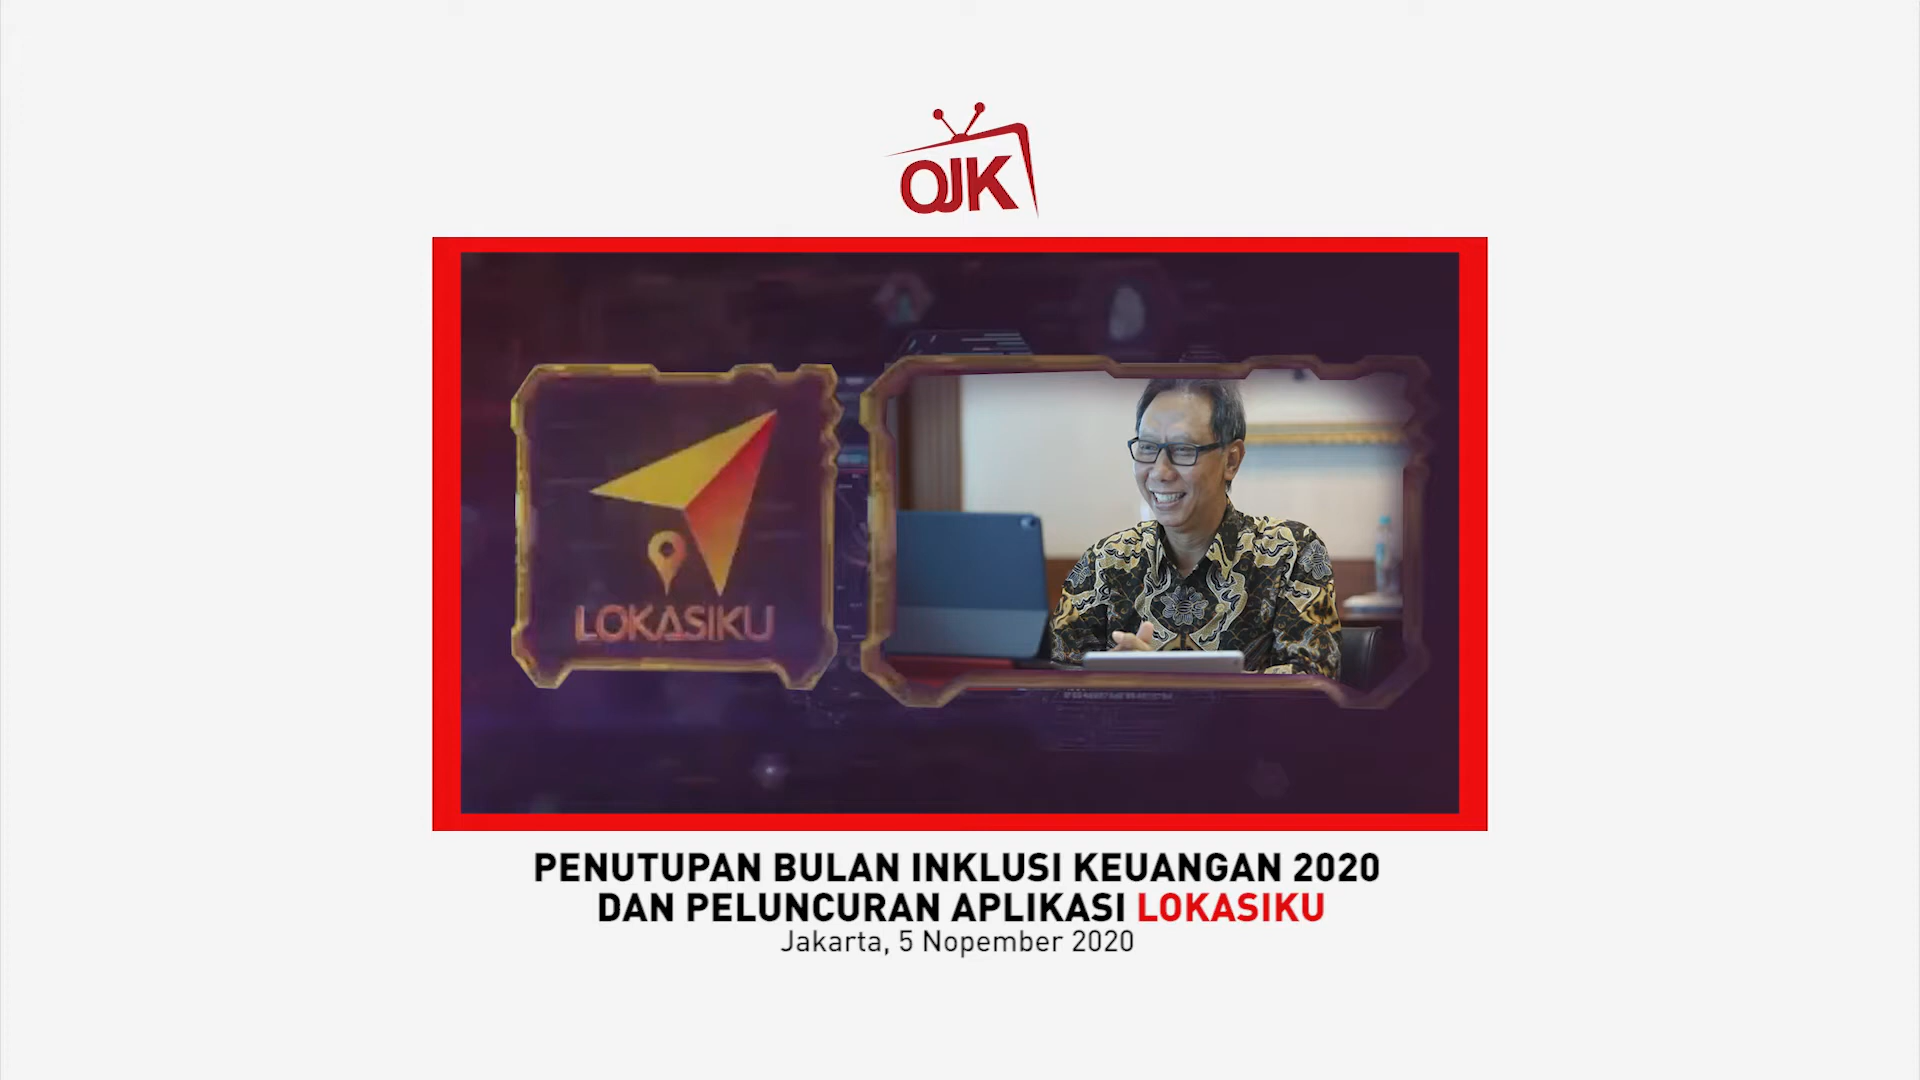 OJK
LOKASIKU
PENUTUPAN BULAN INKLUSI KEUANGAN 2020
DAN PELUNCURAN APLIKASI LOKASIKU
Jakarta, 5 Nopember 2020